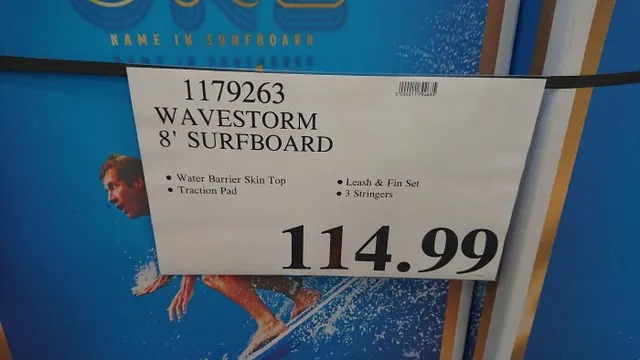 NAME IN SURFBOARD
1179263
WAVESTORM
8' SURFBOARD
• Water Barrier Skin Top
• Traction Pad
• Leash & Fin Set
• 3 Stringers
114.99